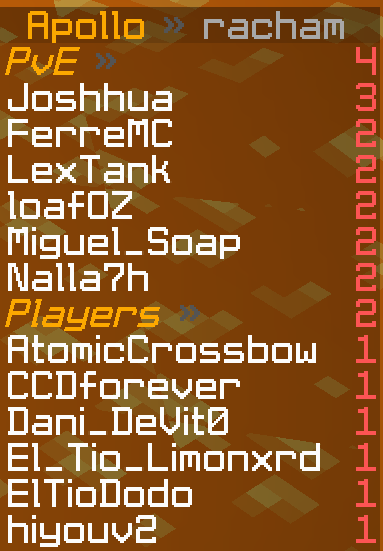 Apollo » racham
PvE » 4
Joshhua 3
FerreMC 2
LexTank 2
loafOZ 2
Miguel_Soap 2
Nalla7h 2
Players » 2
AtomicCrossbow 1
CCDforever 1
Dani_DeVit0 1
El_Tio_Limonxrd 1
ElTioDodo 1
hiyouv2 1